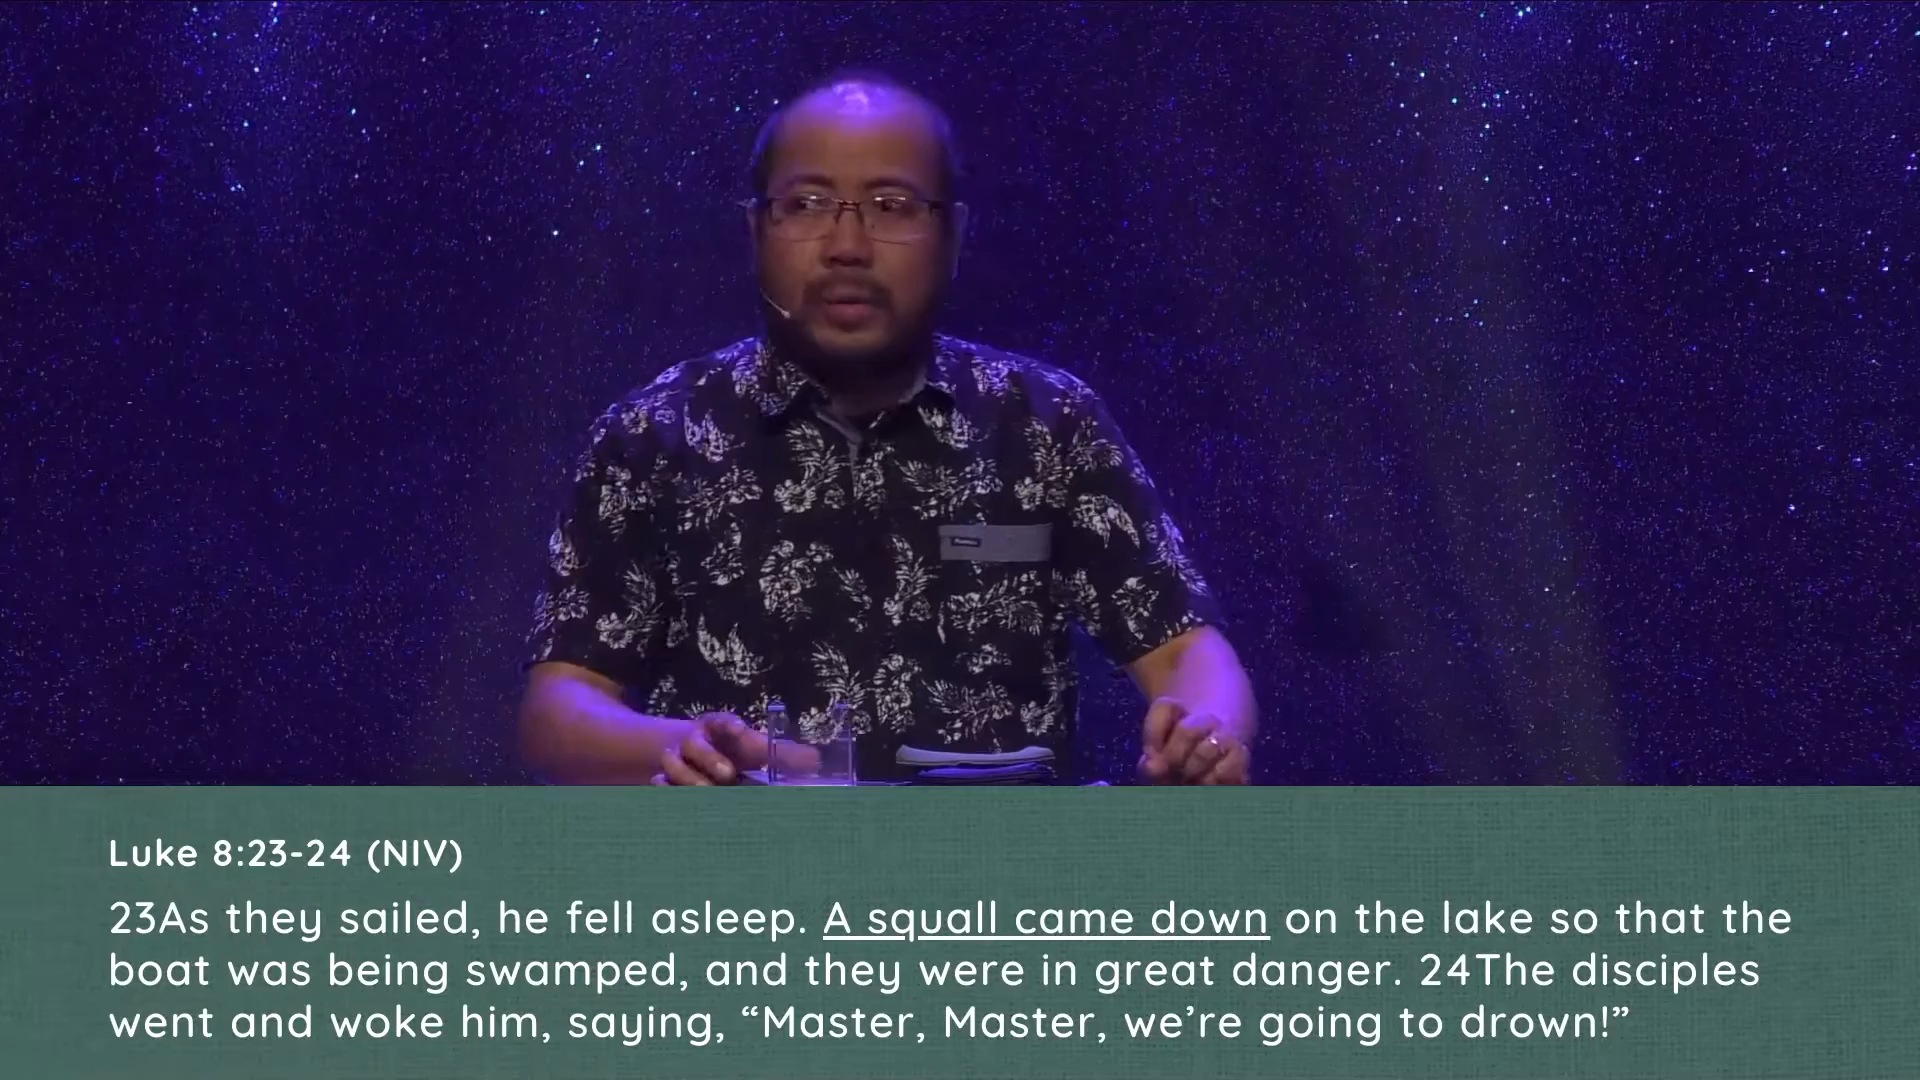 Luke 8:23-24 (NIV)
23As they sailed, he fell asleep. A squall came down on the lake so that the
boat was being swamped, and they were in great danger. 24The disciples
went and woke him, saying, “Master, Master, we’re going to drown!”